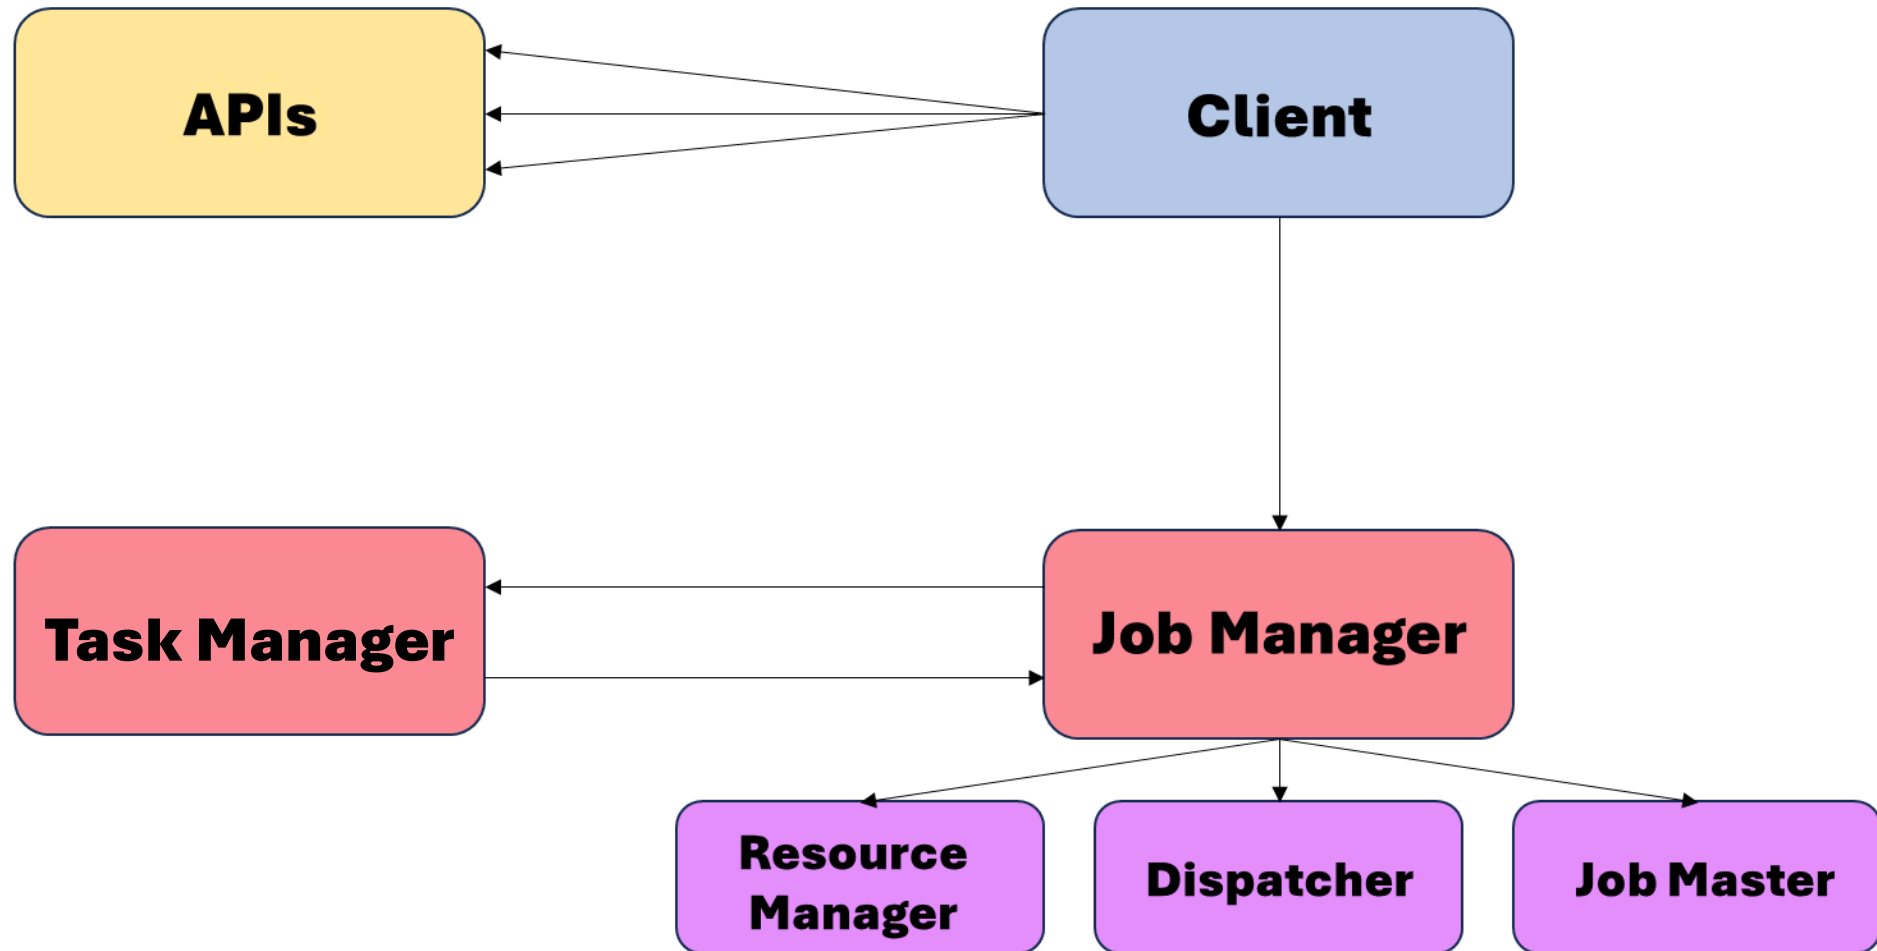 APIs
Client
Task Manager
Job Manager
Resource
Manager
Dispatcher
Job Master